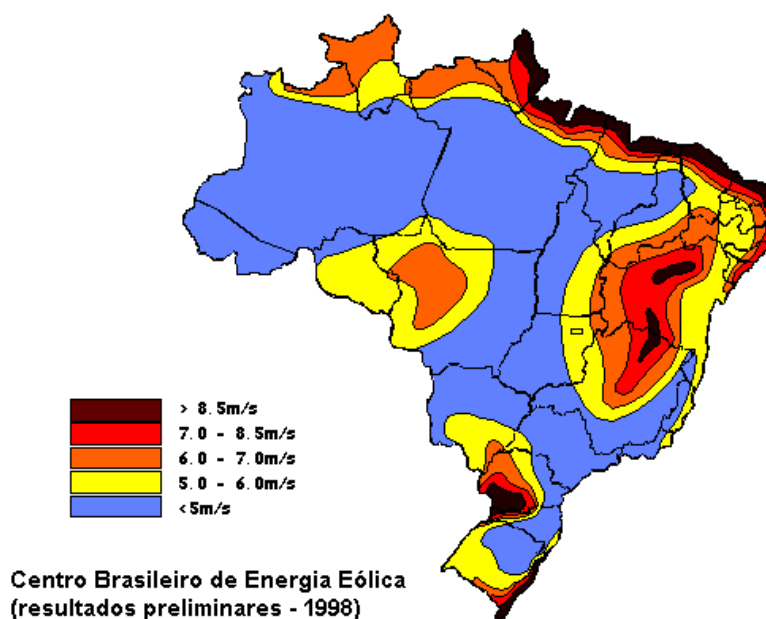 > 8.5m/s
7.0 - 8.5m/s
6.0 - 7.0m/s
5.0 - 6.0m/s
<5m/s
Centro Brasileiro de Energia Eólica
(resultados preliminares - 1998)